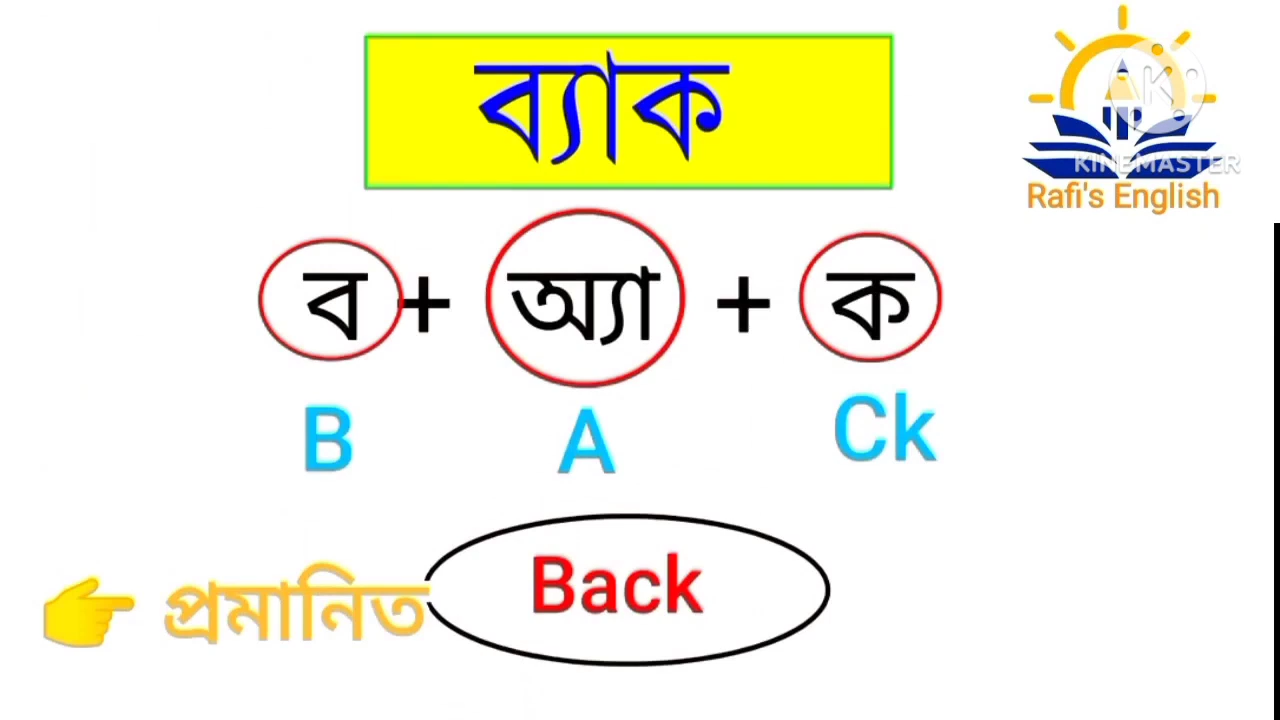 ব্যাক
KINEMASTER
Rafi's English
ব + অ্যা + ক
B A Ck
👉 প্রমানিত Back